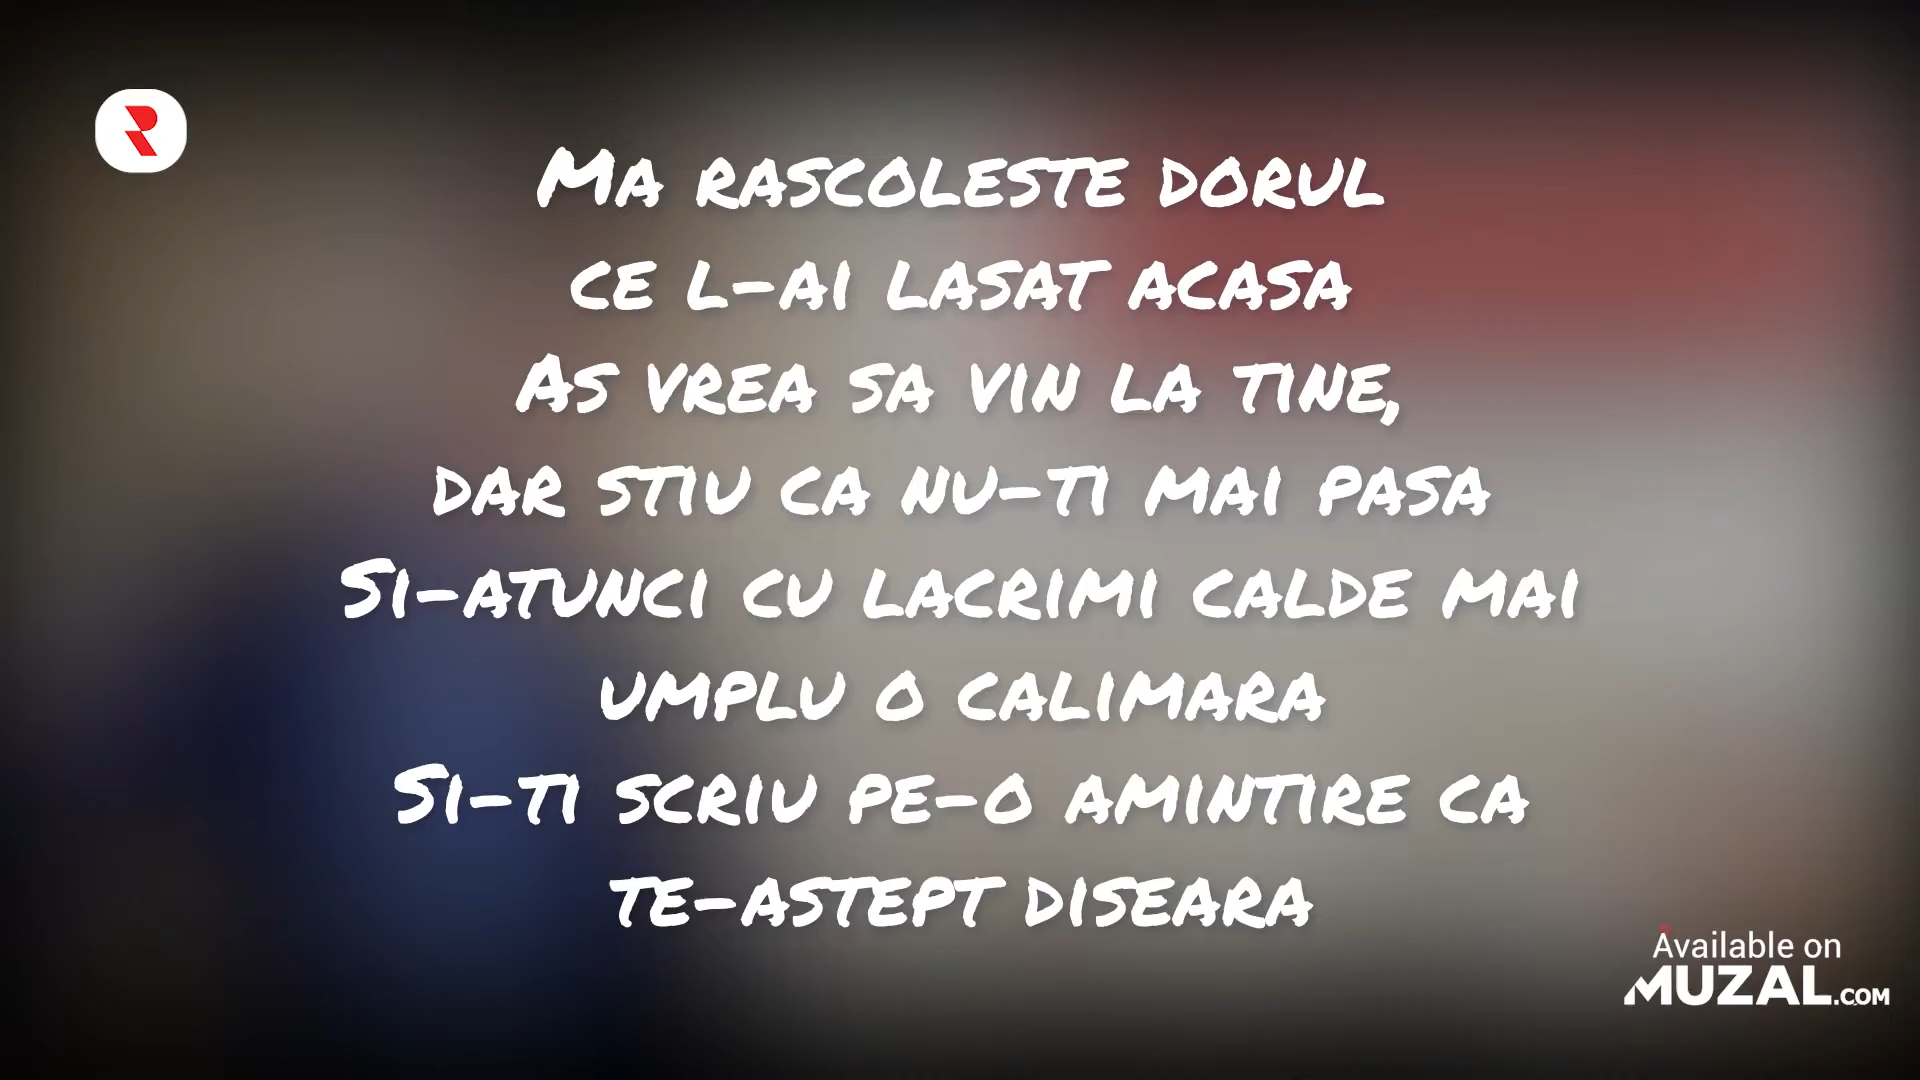 Ma rascoleste dorul
ce l-ai lasat acasa
As vrea sa vin la tine,
dar stiu ca nu-ti mai pasa
Si-atunci cu lacrimi calde mai
umplu o calimara
Si-ti scriu pe-o amintire ca
te-astept diseara
Available on
MUZAL.COM